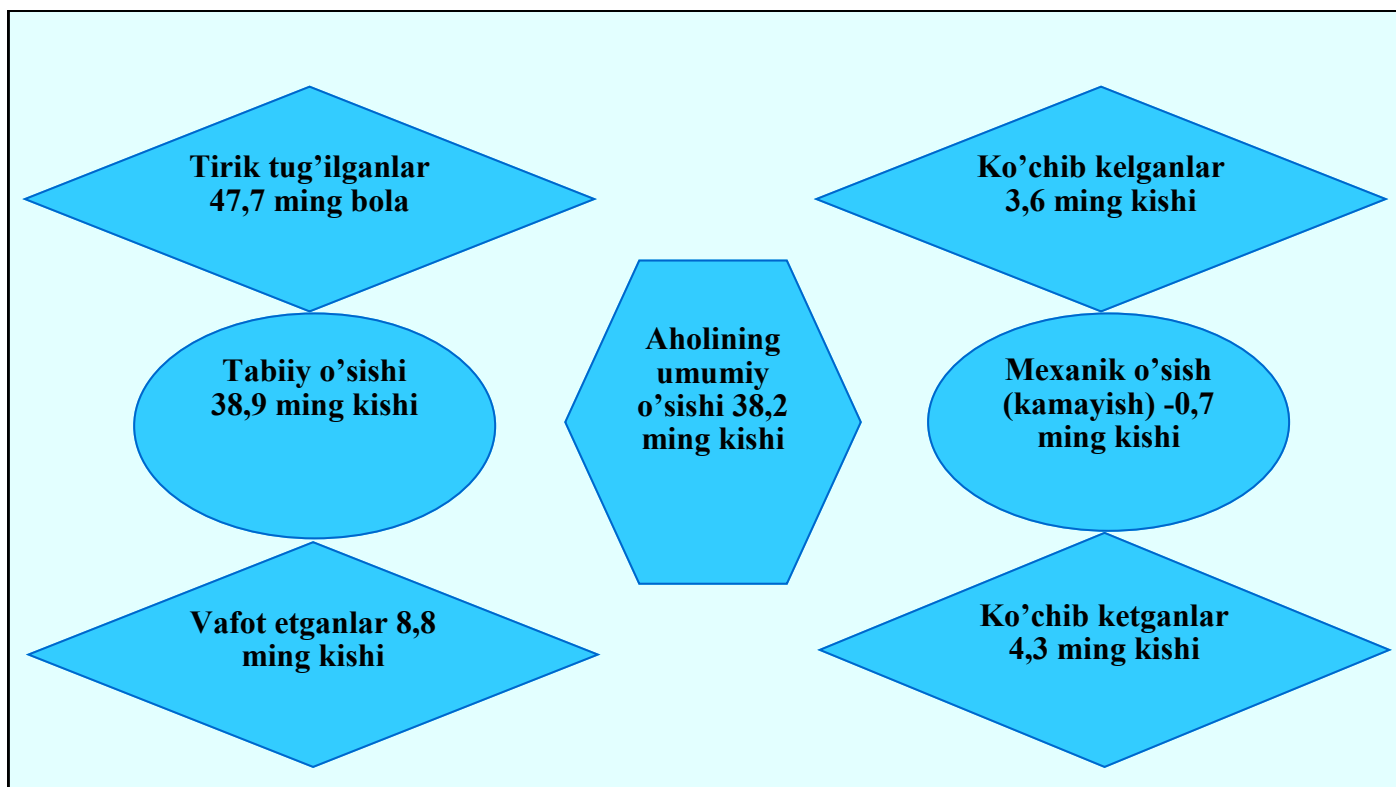 Tirik tug’ilganlar
47,7 ming bola
Ko’chib kelganlar
3,6 ming kishi
Tabiiy o’sishi
38,9 ming kishi
Aholining
umumiy
o’sishi 38,2
ming kishi
Mexanik o’sish
(kamayish) -0,7
ming kishi
Vafot etganlar 8,8
ming kishi
Ko’chib ketganlar
4,3 ming kishi